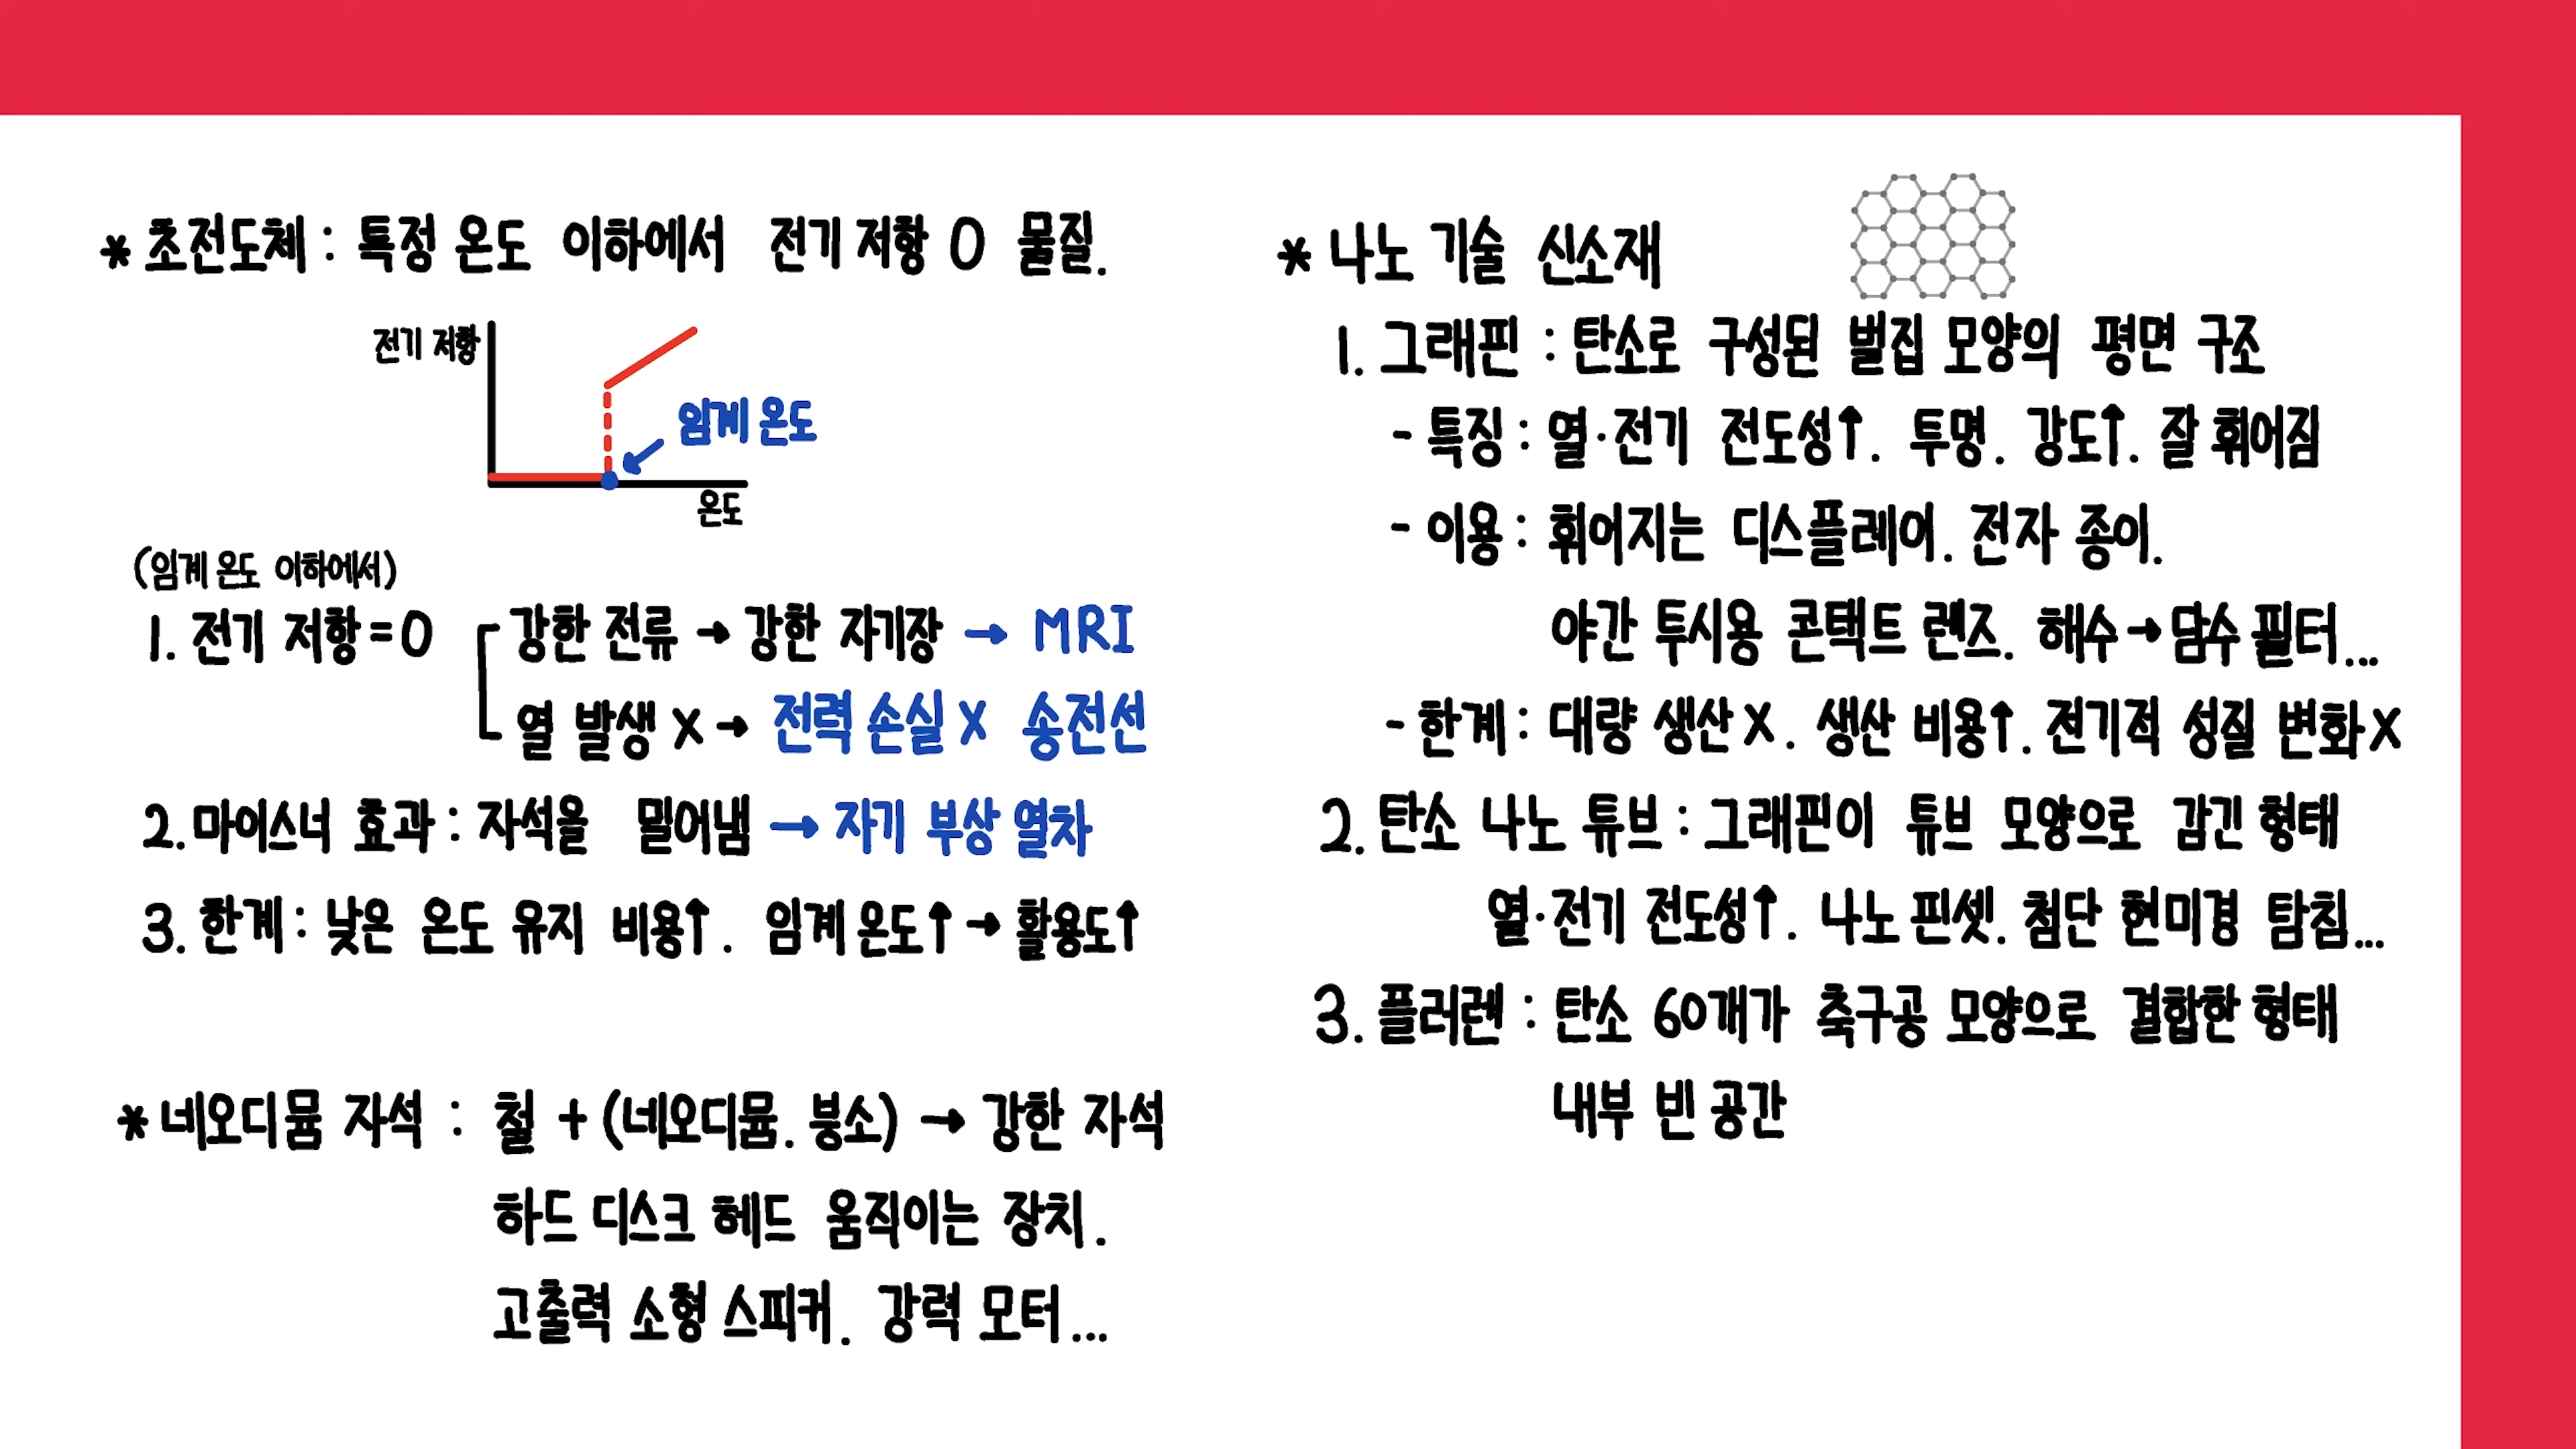 * 초전도체 : 특정 온도 이하에서 전기 저항 0 물질.
전기 저항
임계 온도
온도
(임계 온도 이하에서)
1. 전기 저항 = 0 강한 전류 → 강한 자기장 → MRI
열 발생 X → 전력 손실 X 송전선
2. 마이스너 효과 : 자석을 밀어냄 → 자기 부상 열차
3. 한계 : 낮은 온도 유지 비용↑. 임계 온도↑ → 활용도↑
* 네오디뮴 자석 : 철 + (네오디뮴. 붕소) → 강한 자석
하드 디스크 헤드 움직이는 장치.
고출력 소형 스피커. 강력 모터...
* 나노 기술 신소재
1. 그래핀 : 탄소로 구성된 벌집 모양의 평면 구조
- 특징 : 열·전기 전도성↑. 투명. 강도↑. 잘 휘어짐
- 이용 : 휘어지는 디스플레이. 전자 종이.
야간 투시용 콘택트 렌즈. 해수 → 담수 필터...
- 한계 : 대량 생산 X. 생산 비용↑. 전기적 성질 변화 X
2. 탄소 나노 튜브 : 그래핀이 튜브 모양으로 감긴 형태
열·전기 전도성↑. 나노 핀셋. 첨단 현미경 탐침...
3. 플러렌 : 탄소 60개가 축구공 모양으로 결합한 형태
내부 빈 공간